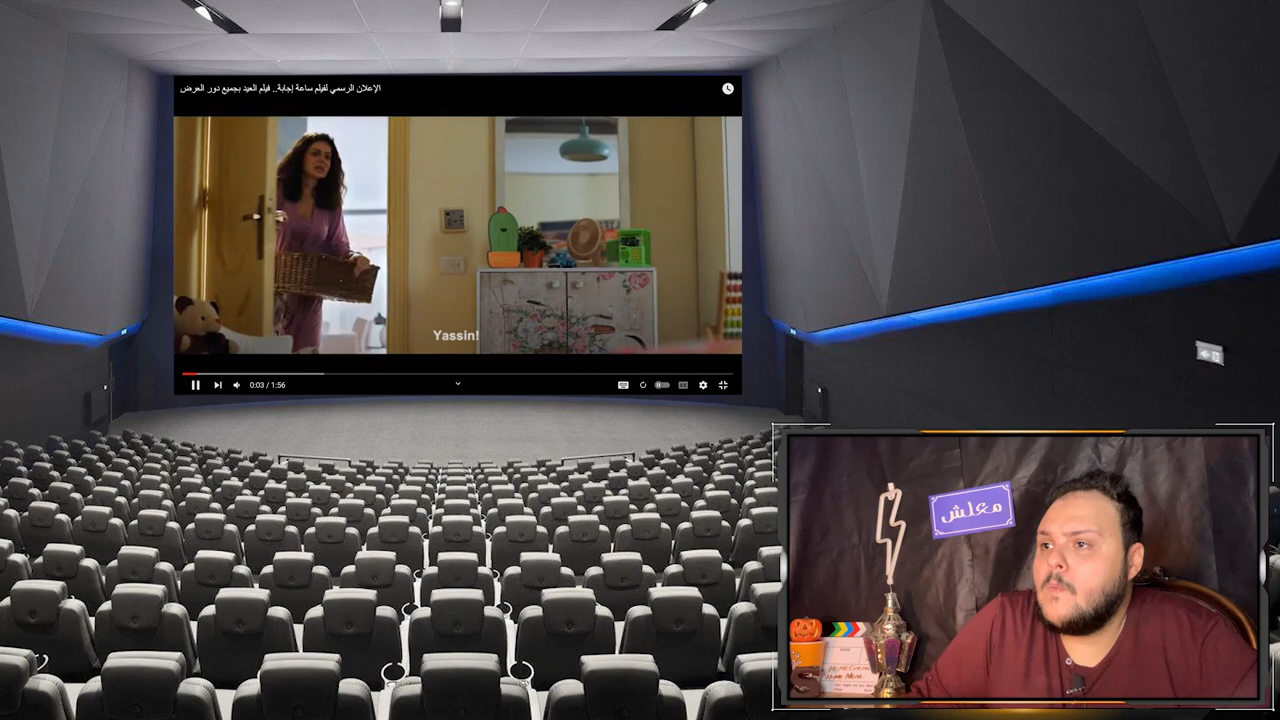 الإعلان الرسمي لفيلم ساعة إجابة.. فيلم العيد بجميع دور العرض
Yassin!
0:03 / 1:56
معلش